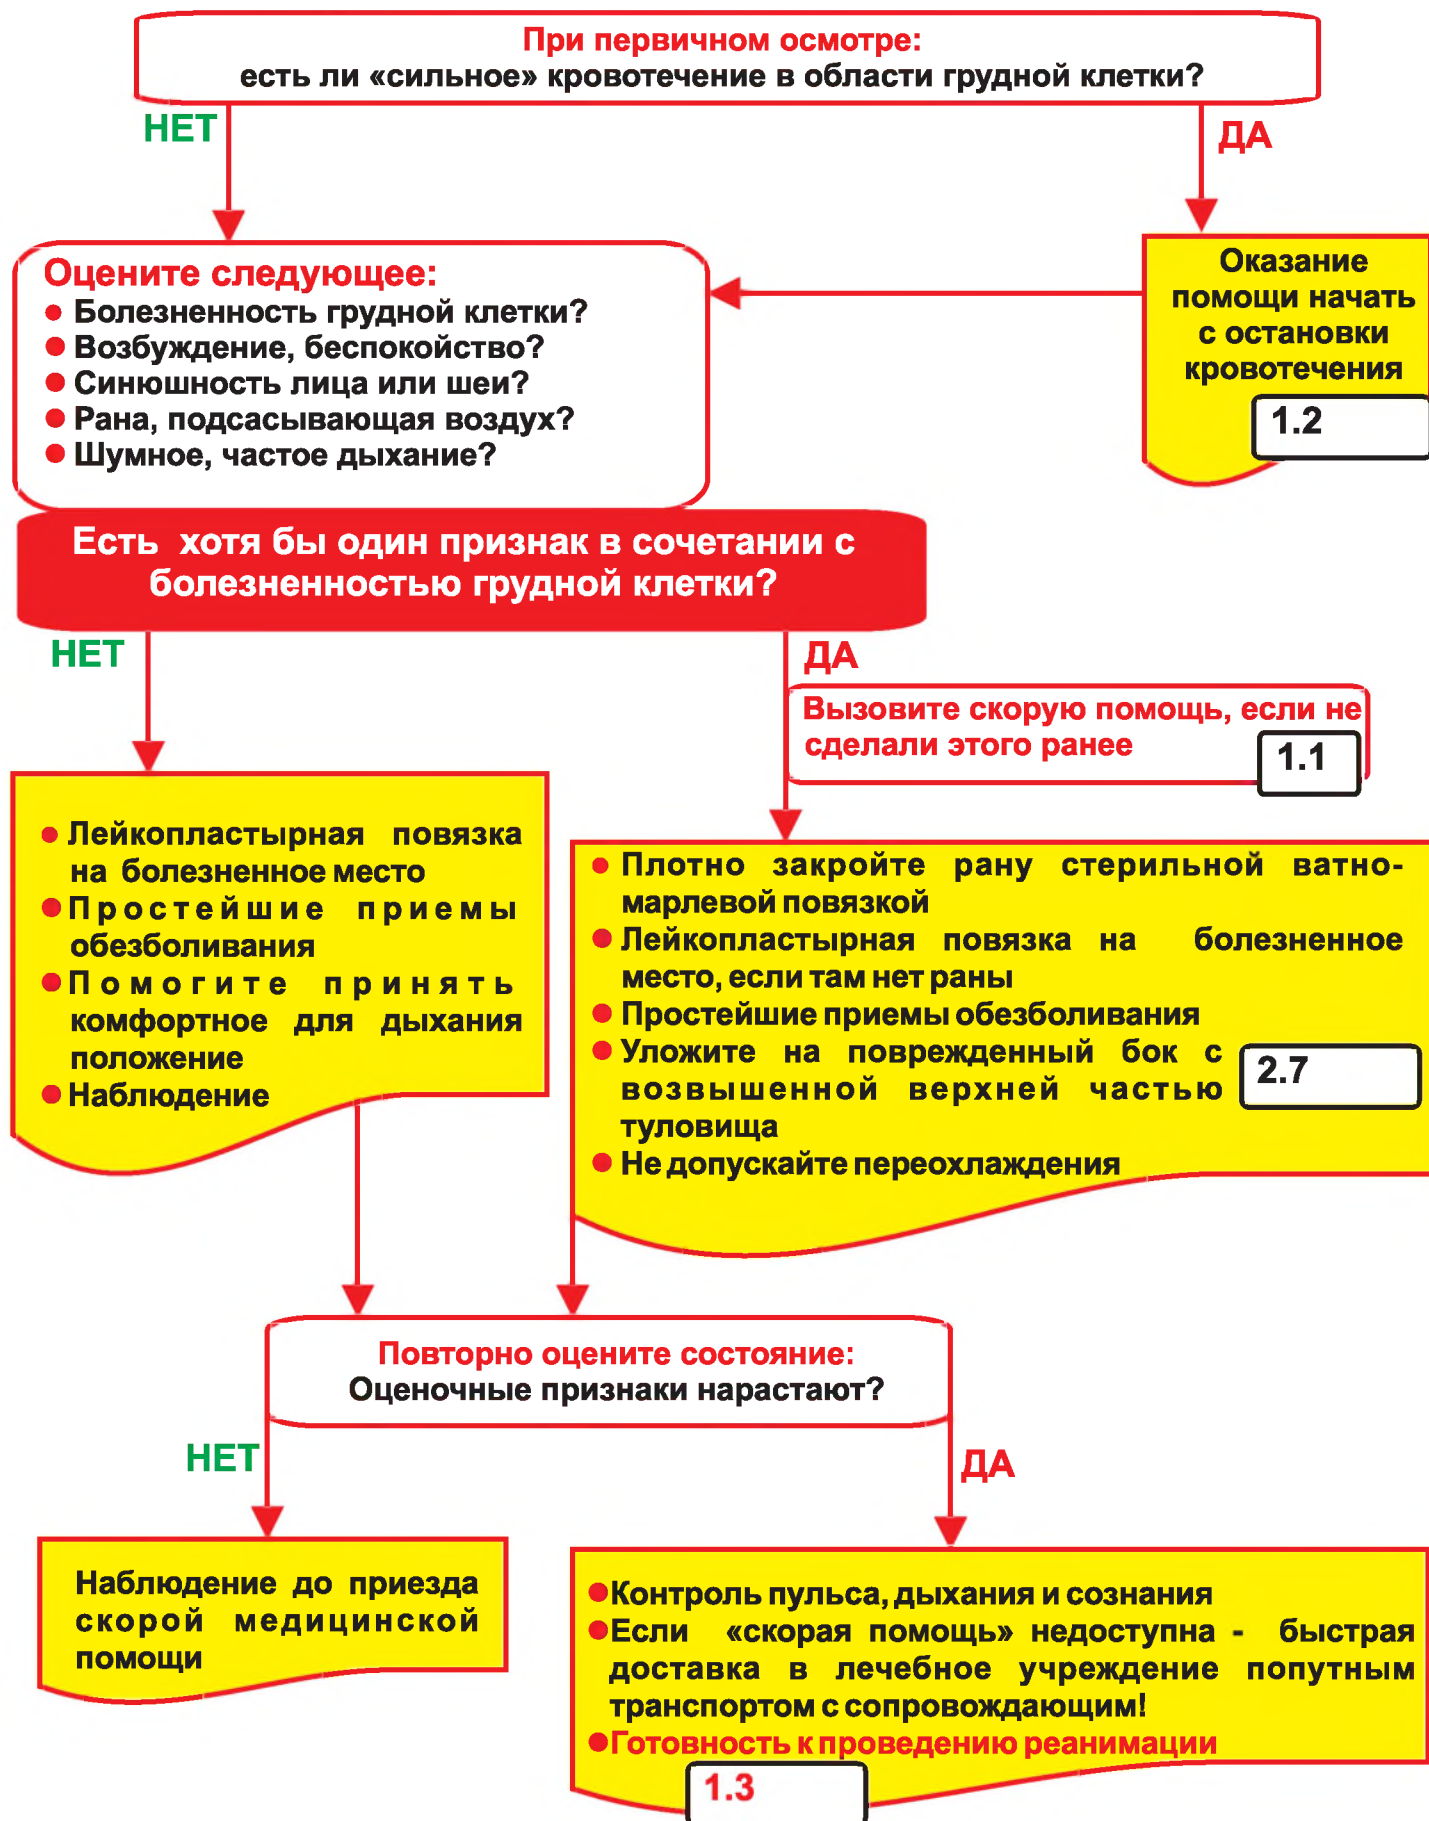 При первичном осмотре:
есть ли «сильное» кровотечение в области грудной клетки?
НЕТ
ДА
Оцените следующее:
● Болезненность грудной клетки?
● Возбуждение, беспокойство?
● Синюшность лица или шеи?
● Рана, подсасывающая воздух?
● Шумное, частое дыхание?
Оказание
помощи начать
с остановки
кровотечения
1.2
Есть хотя бы один признак в сочетании с
болезненностью грудной клетки?
НЕТ
ДА
Вызовите скорую помощь, если не
сделали этого ранее
1.1
● Лейкопластырная повязка
на болезненное место
● Простейшие приемы
обезболивания
● Помогите принять
комфортное для дыхания
положение
● Наблюдение
● Плотно закройте рану стерильной ватно-
марлевой повязкой
● Лейкопластырная повязка на болезненное
место, если там нет раны
● Простейшие приемы обезболивания
● Уложите на поврежденный бок с
возвышенной верхней частью
туловища
2.7
● Не допускайте переохлаждения
Повторно оцените состояние:
Оценочные признаки нарастают?
НЕТ
ДА
Наблюдение до приезда
скорой медицинской
помощи
● Контроль пульса, дыхания и сознания
● Если «скорая помощь» недоступна - быстрая
доставка в лечебное учреждение попутным
транспортом с сопровождающим!
● Готовность к проведению реанимации
1.3